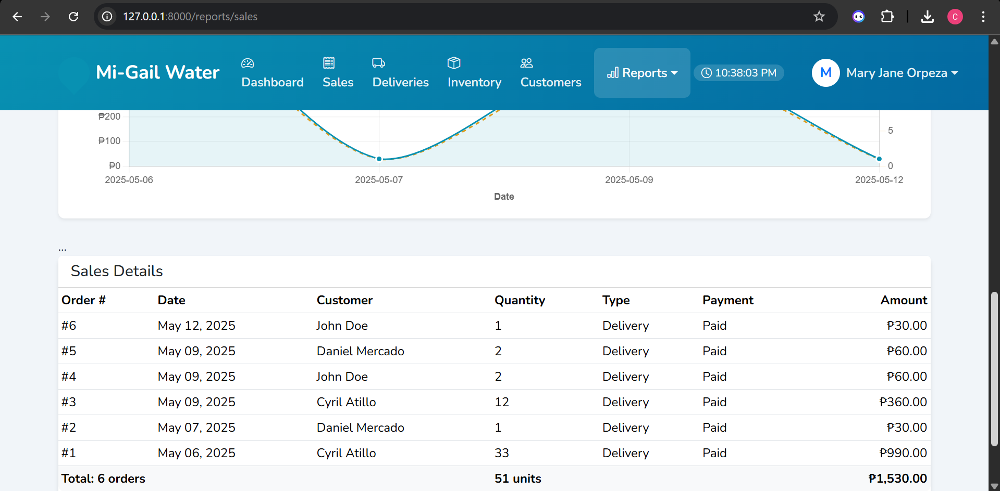 127.0.0.1:8000/reports/sales
C
Mi-Gail Water
Dashboard
Sales
Deliveries
Inventory
Customers
Reports
10:38:03 PM
M
Mary Jane Orpeza
₱200
₱100
₱0
5
0
2025-05-06 2025-05-07 2025-05-09 2025-05-12
Date
...
Sales Details
Order # Date Customer Quantity Type Payment Amount
#6 May 12, 2025 John Doe 1 Delivery Paid ₱30.00
#5 May 09, 2025 Daniel Mercado 2 Delivery Paid ₱60.00
#4 May 09, 2025 John Doe 2 Delivery Paid ₱60.00
#3 May 09, 2025 Cyril Atillo 12 Delivery Paid ₱360.00
#2 May 07, 2025 Daniel Mercado 1 Delivery Paid ₱30.00
#1 May 06, 2025 Cyril Atillo 33 Delivery Paid ₱990.00
Total: 6 orders 51 units ₱1,530.00